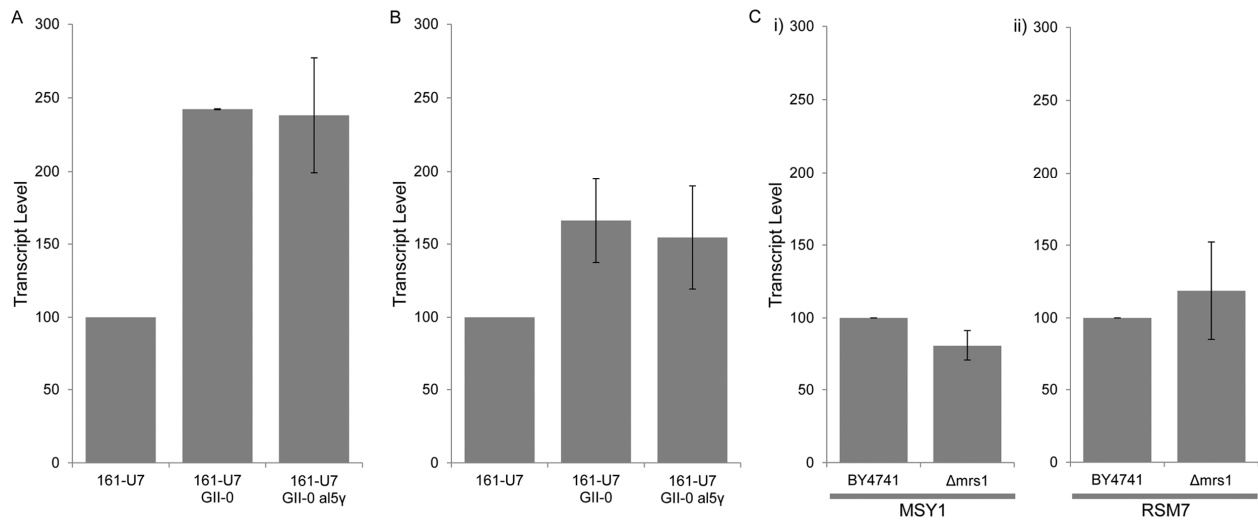 A
Transcript Level
300
250
200
150
100
50
0
161-U7
161-U7
GII-0
161-U7
GII-0 aI5γ
B
Transcript Level
300
250
200
150
100
50
0
161-U7
161-U7
GII-0
161-U7
GII-0 al5γ
C
i)
Transcript Level
300
250
200
150
100
50
0
BY4741
Δmrs1
MSY1
ii)
300
250
200
150
100
50
0
BY4741
Δmrs1
RSM7